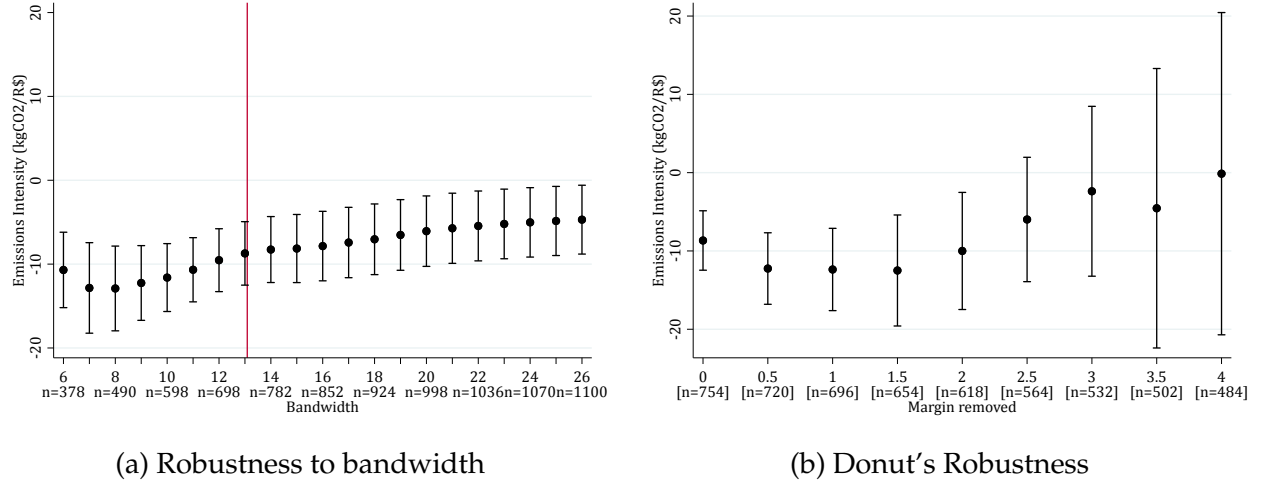 20
10
0
-10
-20
Emissions Intensity (kgCO2/R$)
6 8 10 12 14 16 18 20 22 24 26
n=378 n=490 n=598 n=698 n=782 n=852 n=924 n=998 n=1036 n=1070 n=1100
Bandwidth
(a) Robustness to bandwidth
20
10
0
-10
-20
Emissions Intensity (kgCO2/R$)
0 0.5 1 1.5 2 2.5 3 3.5 4
[n=754] [n=720] [n=696] [n=654] [n=618] [n=564] [n=532] [n=502] [n=484]
Margin removed
(b) Donut's Robustness